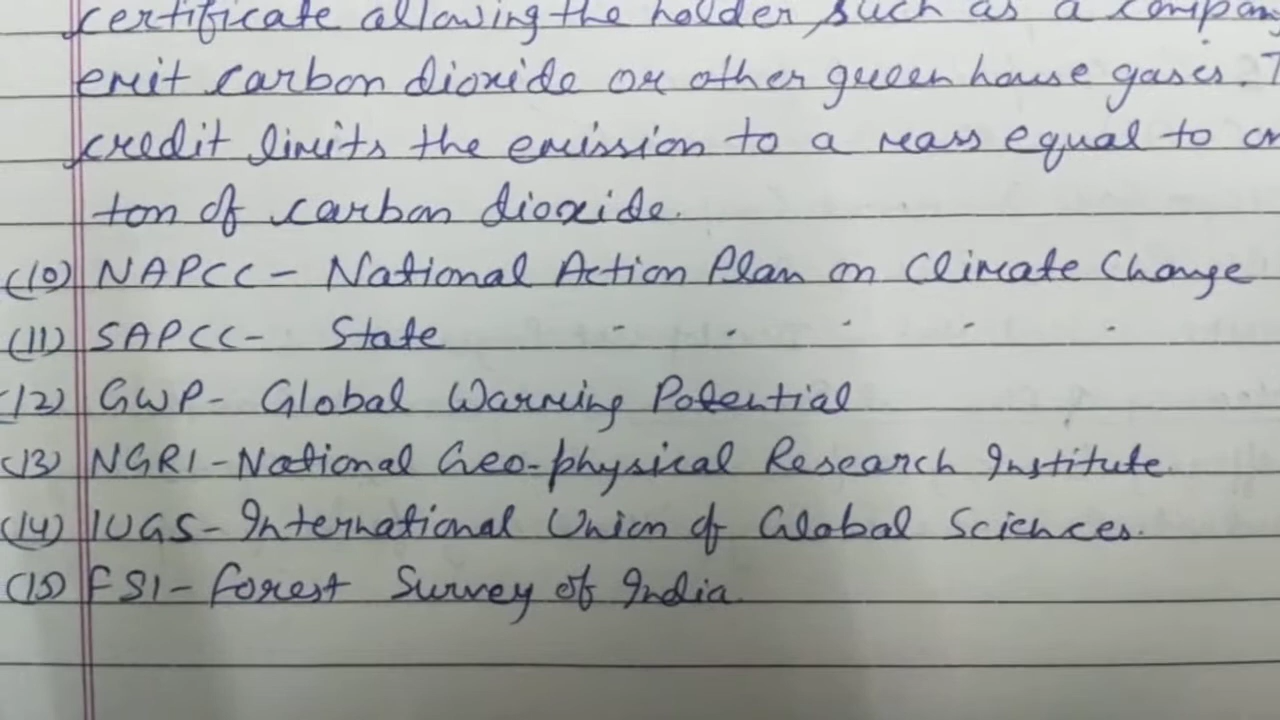 certificate allowing the holder, such as a company
emit carbon dioxide or other green house gases. T
credit limits the emission to a mass equal to on
ton of carbon dioxide.
(10) NAPCC - National Action Plan on Climate Change
(11) SAPCC - State - . - - .
(12) GWP - Global Warming Potential
(13) NGRI - National Geo-physical Research Institute
(14) IUGS - International Union of Global Sciences.
(15) FSI - Forest Survey of India.